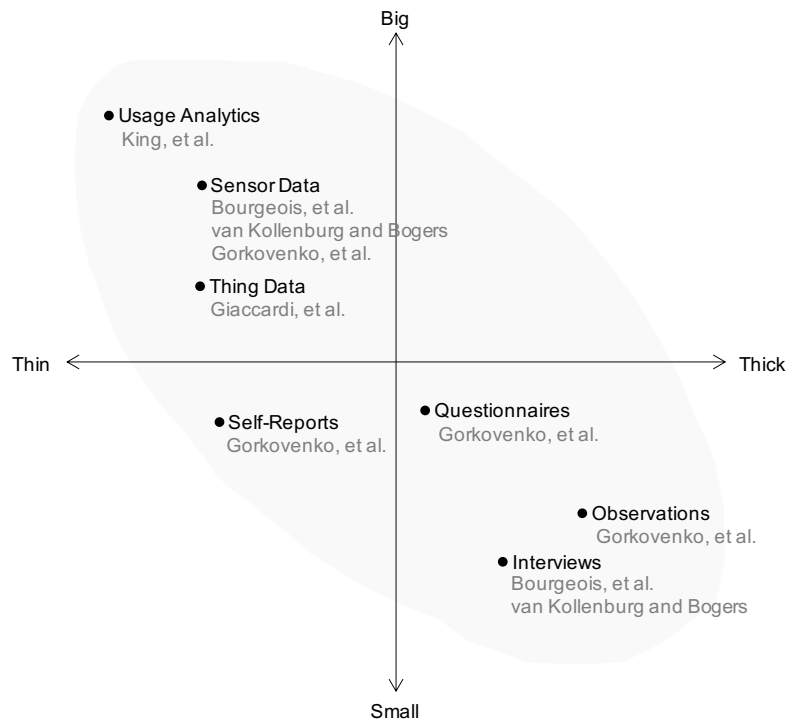 Big
Usage Analytics
King, et al.
Sensor Data
Bourgeois, et al.
van Kollenburg and Bogers
Gorkovenko, et al.
Thing Data
Giaccardi, et al.
Thin
Thick
Self-Reports
Gorkovenko, et al.
Questionnaires
Gorkovenko, et al.
Observations
Gorkovenko, et al.
Interviews
Bourgeois, et al.
van Kollenburg and Bogers
Small